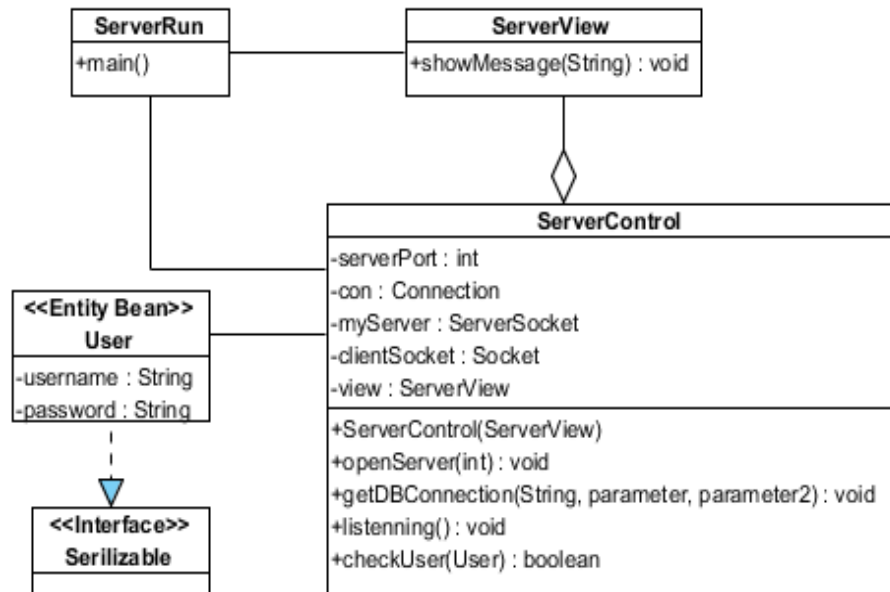 ServerRun
+main()
ServerView
+showMessage(String) : void
ServerControl
-serverPort : int
-con : Connection
-myServer : ServerSocket
-clientSocket : Socket
-view : ServerView
+ServerControl(ServerView)
+openServer(int) : void
+getDBConnection(String, parameter, parameter2) : void
+listenning() : void
+checkUser(User) : boolean
<<Entity Bean>>
User
-username : String
-password : String
<<Interface>>
Serilizable